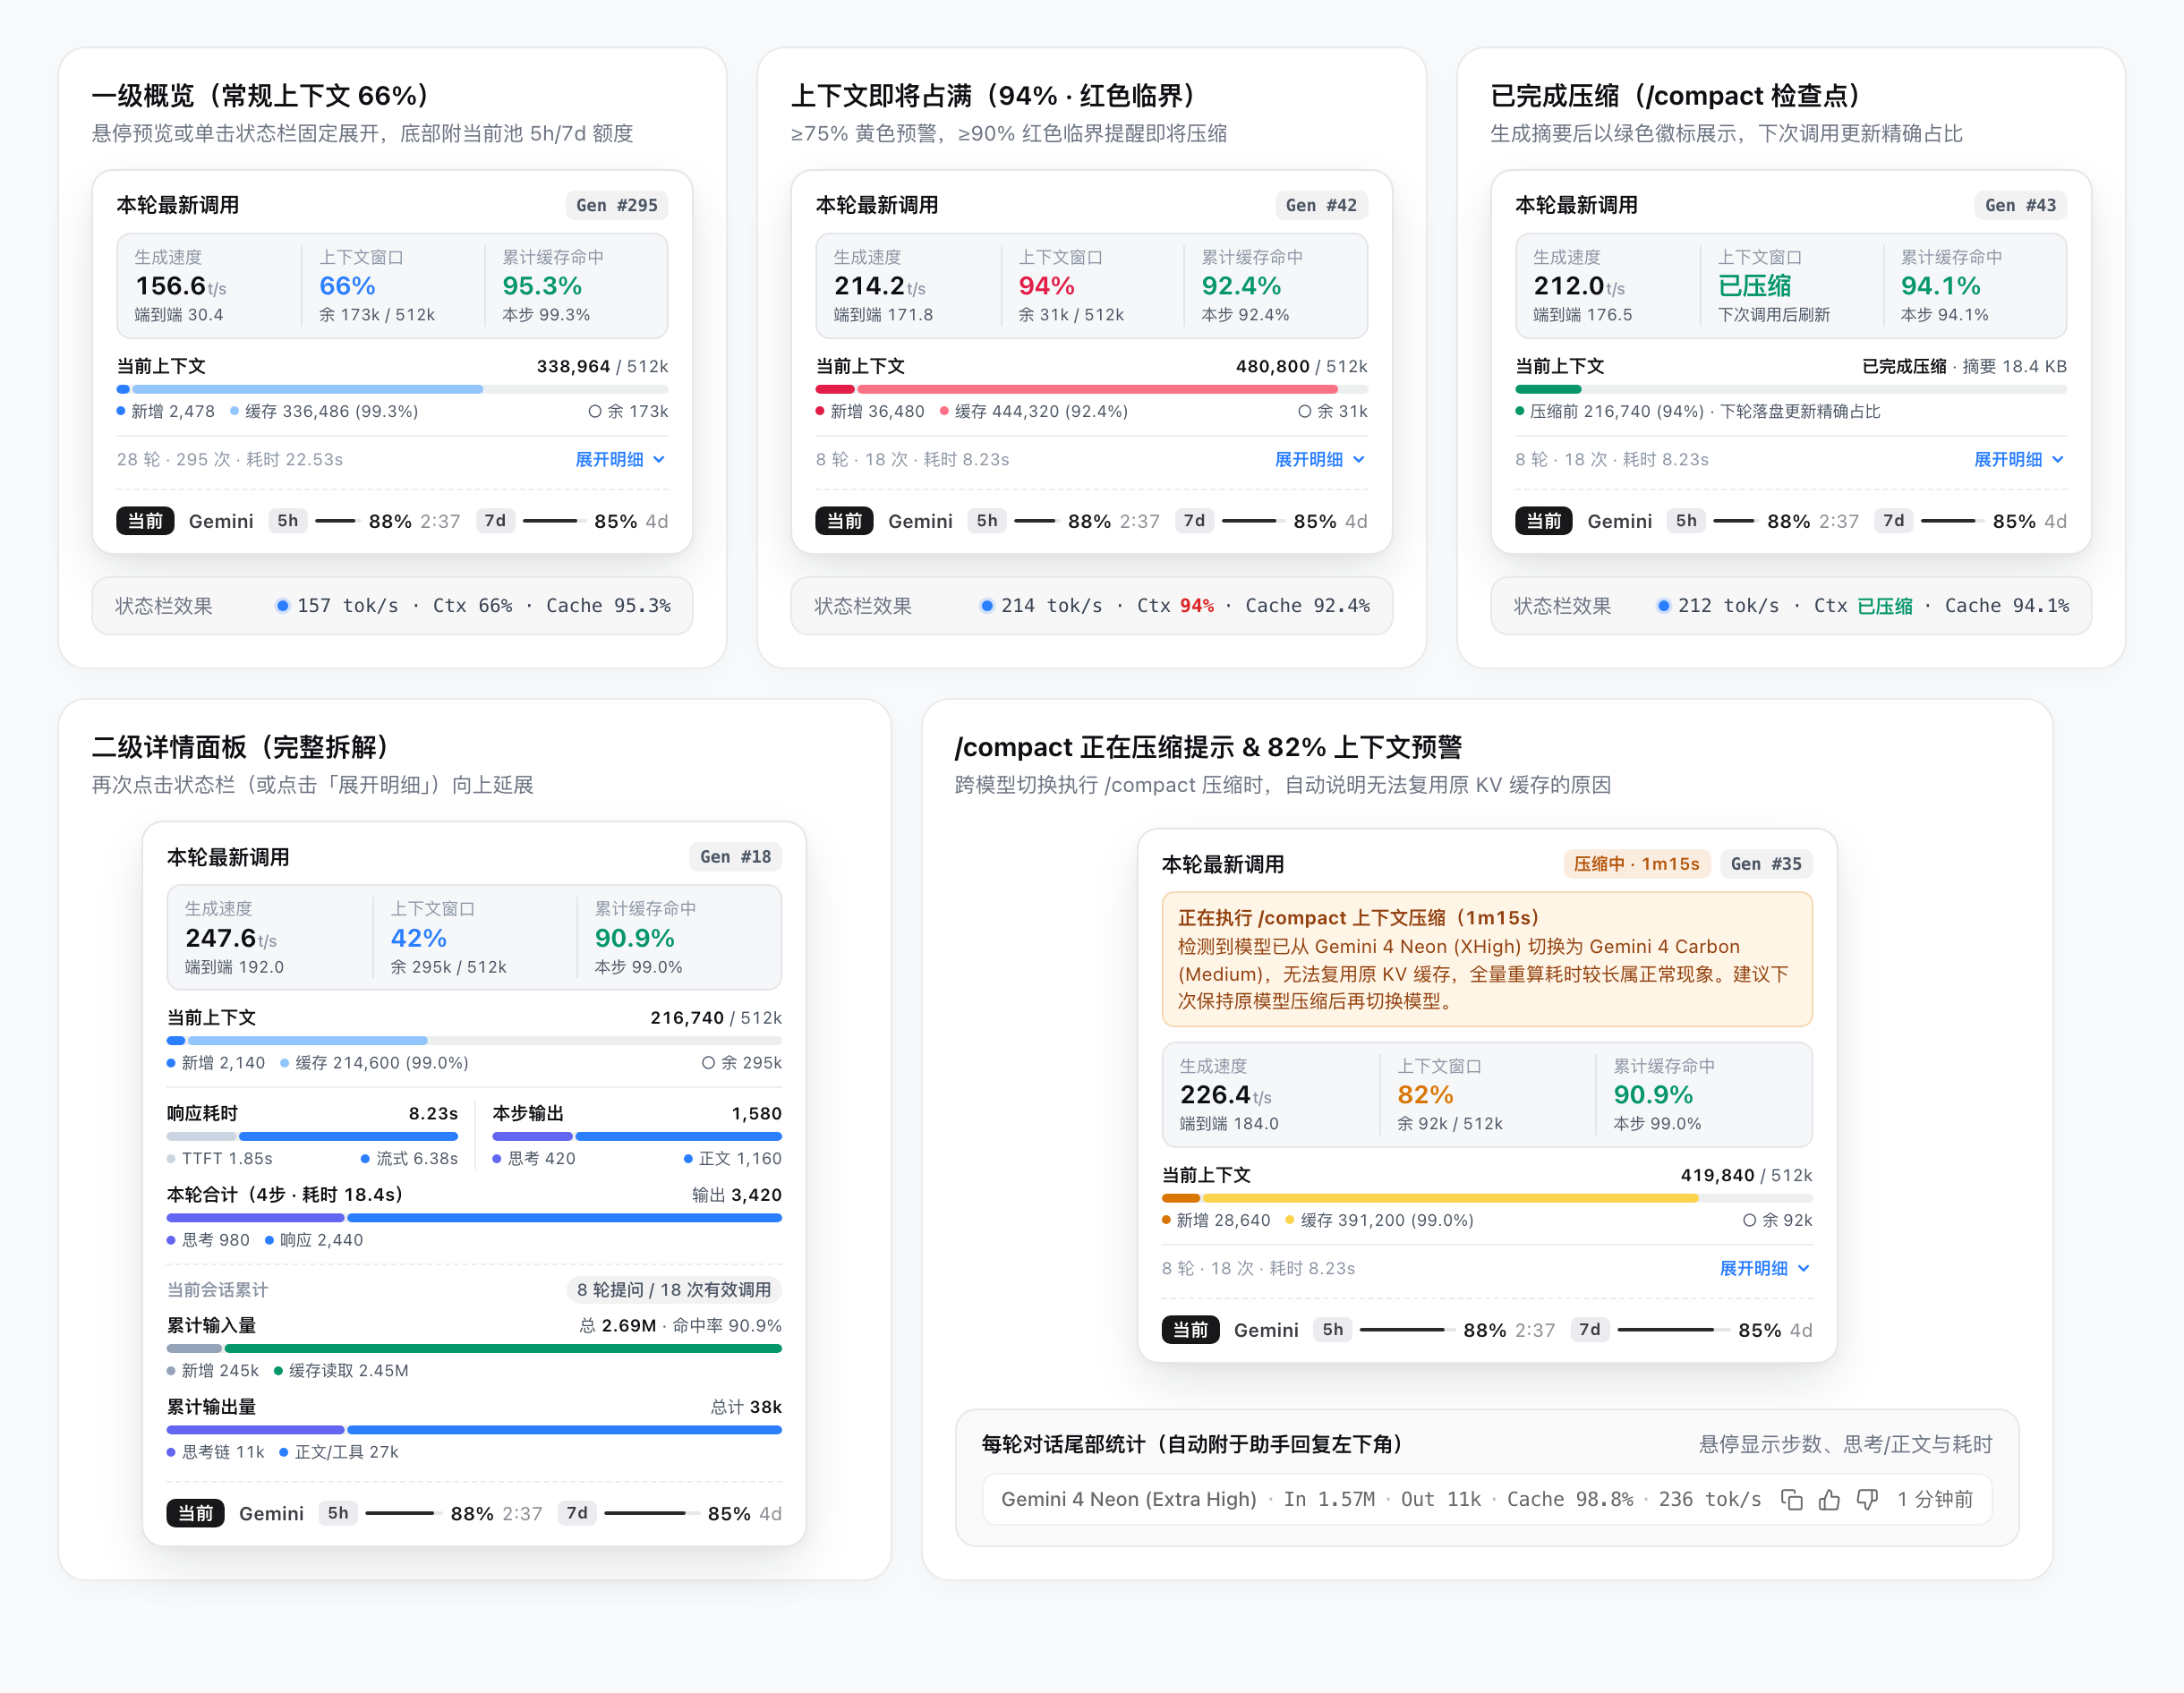 一级概览（常规上下文 66%）
悬停预览或单击状态栏固定展开，底部附当前池 5h/7d 额度
本轮最新调用 Gen #295
生成速度 上下文窗口 累计缓存命中
156.6t/s 66% 95.3%
端到端 30.4 余 173k / 512k 本步 99.3%
当前上下文 338,964 / 512k
新增 2,478 缓存 336,486 (99.3%) 余 173k
28 轮 · 295 次 · 耗时 22.53s 展开明细
当前 Gemini 5h 88% 2:37 7d 85% 4d
状态栏效果 157 tok/s · Ctx 66% · Cache 95.3%
上下文即将占满（94% · 红色临界）
≥75% 黄色预警，≥90% 红色临界提醒即将压缩
本轮最新调用 Gen #42
生成速度 上下文窗口 累计缓存命中
214.2t/s 94% 92.4%
端到端 171.8 余 31k / 512k 本步 92.4%
当前上下文 480,800 / 512k
新增 36,480 缓存 444,320 (92.4%) 余 31k
8 轮 · 18 次 · 耗时 8.23s 展开明细
当前 Gemini 5h 88% 2:37 7d 85% 4d
状态栏效果 214 tok/s · Ctx 94% · Cache 92.4%
已完成压缩（/compact 检查点）
生成摘要后以绿色徽标展示，下次调用更新精确占比
本轮最新调用 Gen #43
生成速度 上下文窗口 累计缓存命中
212.0t/s 已压缩 94.1%
端到端 176.5 下次调用后刷新 本步 94.1%
当前上下文 已完成压缩 · 摘要 18.4 KB
压缩前 216,740 (94%) · 下轮落盘更新精确占比
8 轮 · 18 次 · 耗时 8.23s 展开明细
当前 Gemini 5h 88% 2:37 7d 85% 4d
状态栏效果 212 tok/s · Ctx 已压缩 · Cache 94.1%
二级详情面板（完整拆解）
再次点击状态栏（或点击「展开明细」）向上延展
本轮最新调用 Gen #18
生成速度 上下文窗口 累计缓存命中
247.6t/s 42% 90.9%
端到端 192.0 余 295k / 512k 本步 99.0%
当前上下文 216,740 / 512k
新增 2,140 缓存 214,600 (99.0%) 余 295k
响应耗时 8.23s 本步输出 1,580
TTFT 1.85s 流式 6.38s 思考 420 正文 1,160
本轮合计（4步 · 耗时 18.4s） 输出 3,420
思考 980 响应 2,440
当前会话累计 8 轮提问 / 18 次有效调用
累计输入量 总 2.69M · 命中率 90.9%
新增 245k 缓存读取 2.45M
累计输出量 总计 38k
思考链 11k 正文/工具 27k
当前 Gemini 5h 88% 2:37 7d 85% 4d
/compact 正在压缩提示 & 82% 上下文预警
跨模型切换执行 /compact 压缩时，自动说明无法复用原 KV 缓存的原因
本轮最新调用 压缩中 · 1m15s Gen #35
正在执行 /compact 上下文压缩（1m15s）
检测到模型已从 Gemini 4 Neon (XHigh) 切换为 Gemini 4 Carbon
(Medium)，无法复用原 KV 缓存，全量重算耗时较长属正常现象。建议下
次保持原模型压缩后再切换模型。
生成速度 上下文窗口 累计缓存命中
226.4t/s 82% 90.9%
端到端 184.0 余 92k / 512k 本步 99.0%
当前上下文 419,840 / 512k
新增 28,640 缓存 391,200 (99.0%) 余 92k
8 轮 · 18 次 · 耗时 8.23s 展开明细
当前 Gemini 5h 88% 2:37 7d 85% 4d
每轮对话尾部统计（自动附于助手回复左下角） 悬停显示步数、思考/正文与耗时
Gemini 4 Neon (Extra High) · In 1.57M · Out 11k · Cache 98.8% · 236 tok/s 1 分钟前